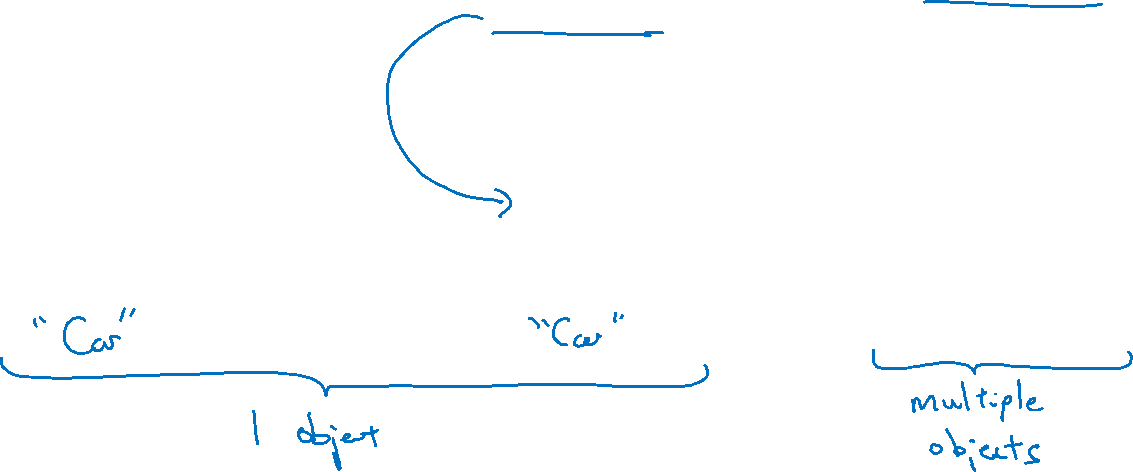 "Car" "Car"
1 object
multiple
objects